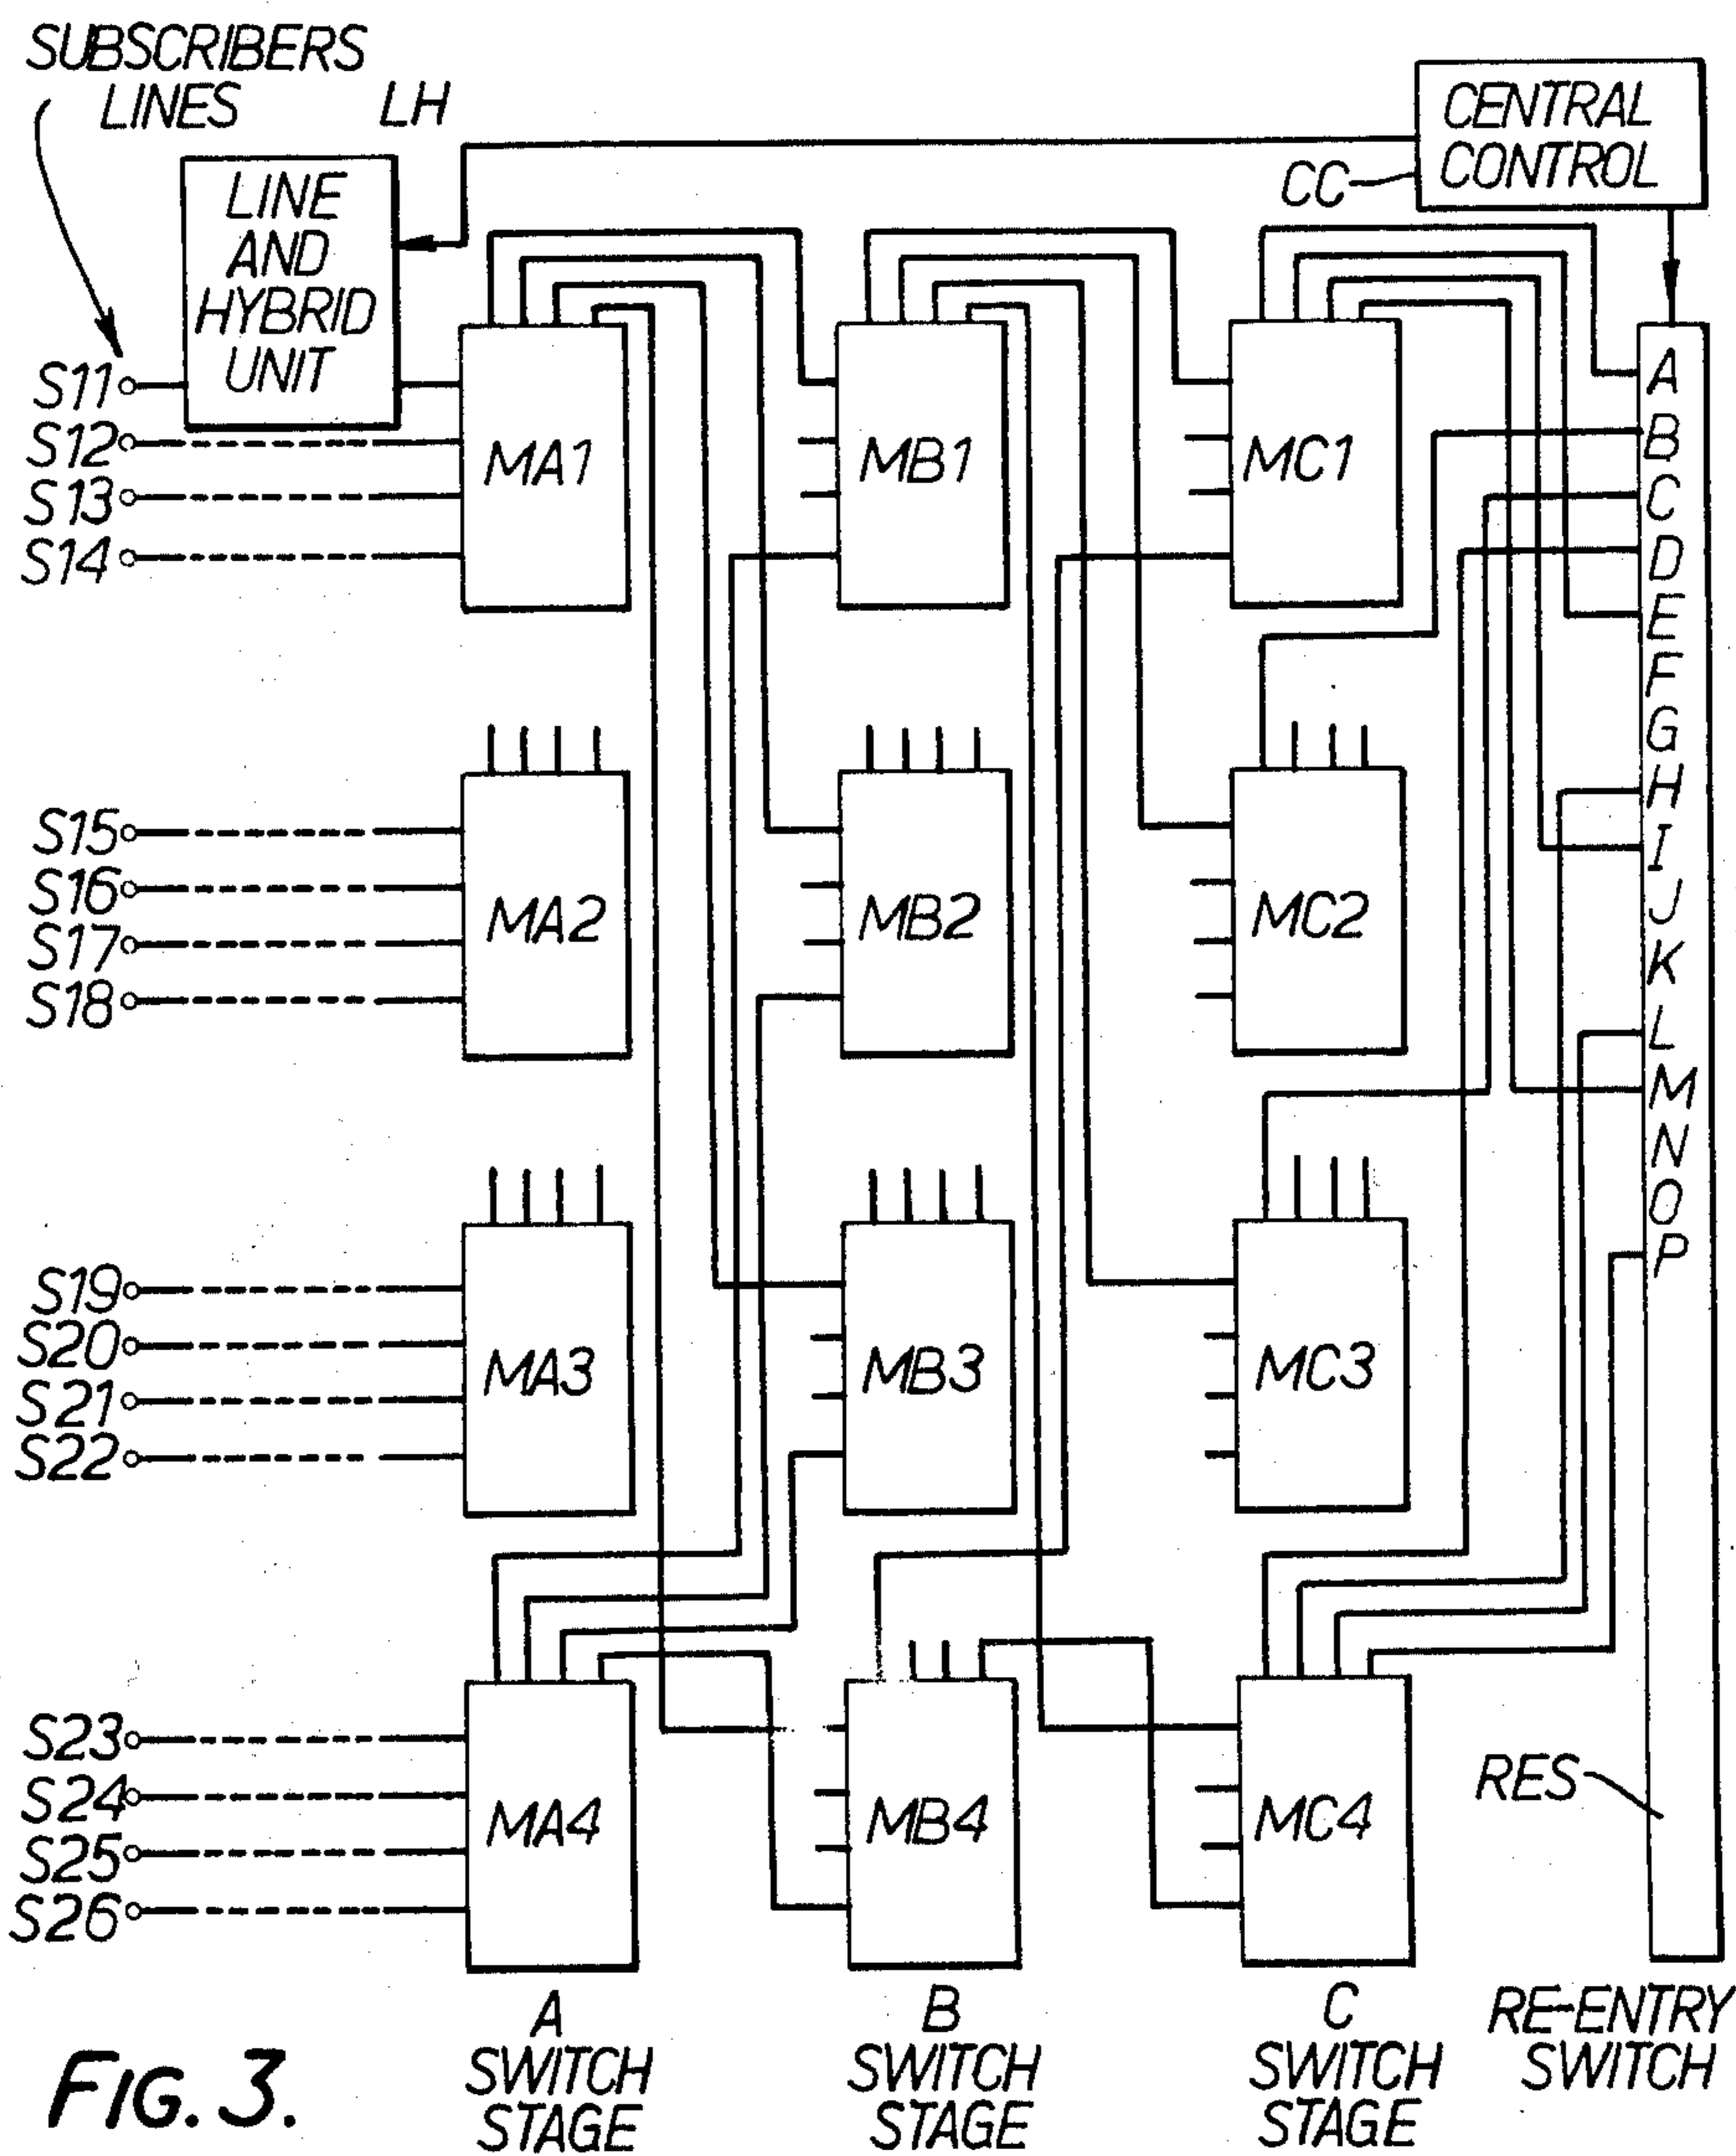 SUBSCRIBERS
LINES
LH
CENTRAL
CONTROL
CC
LINE
AND
HYBRID
UNIT
S11
S12
S13
S14
MA1
MB1
MC1
A
B
C
D
E
F
G
H
I
J
K
L
M
N
O
P
S15
S16
S17
S18
MA2
MB2
MC2
S19
S20
S21
S22
MA3
MB3
MC3
S23
S24
S25
S26
MA4
MB4
MC4
RES
A
SWITCH
STAGE
B
SWITCH
STAGE
C
SWITCH
STAGE
RE-ENTRY
SWITCH
FIG. 3.